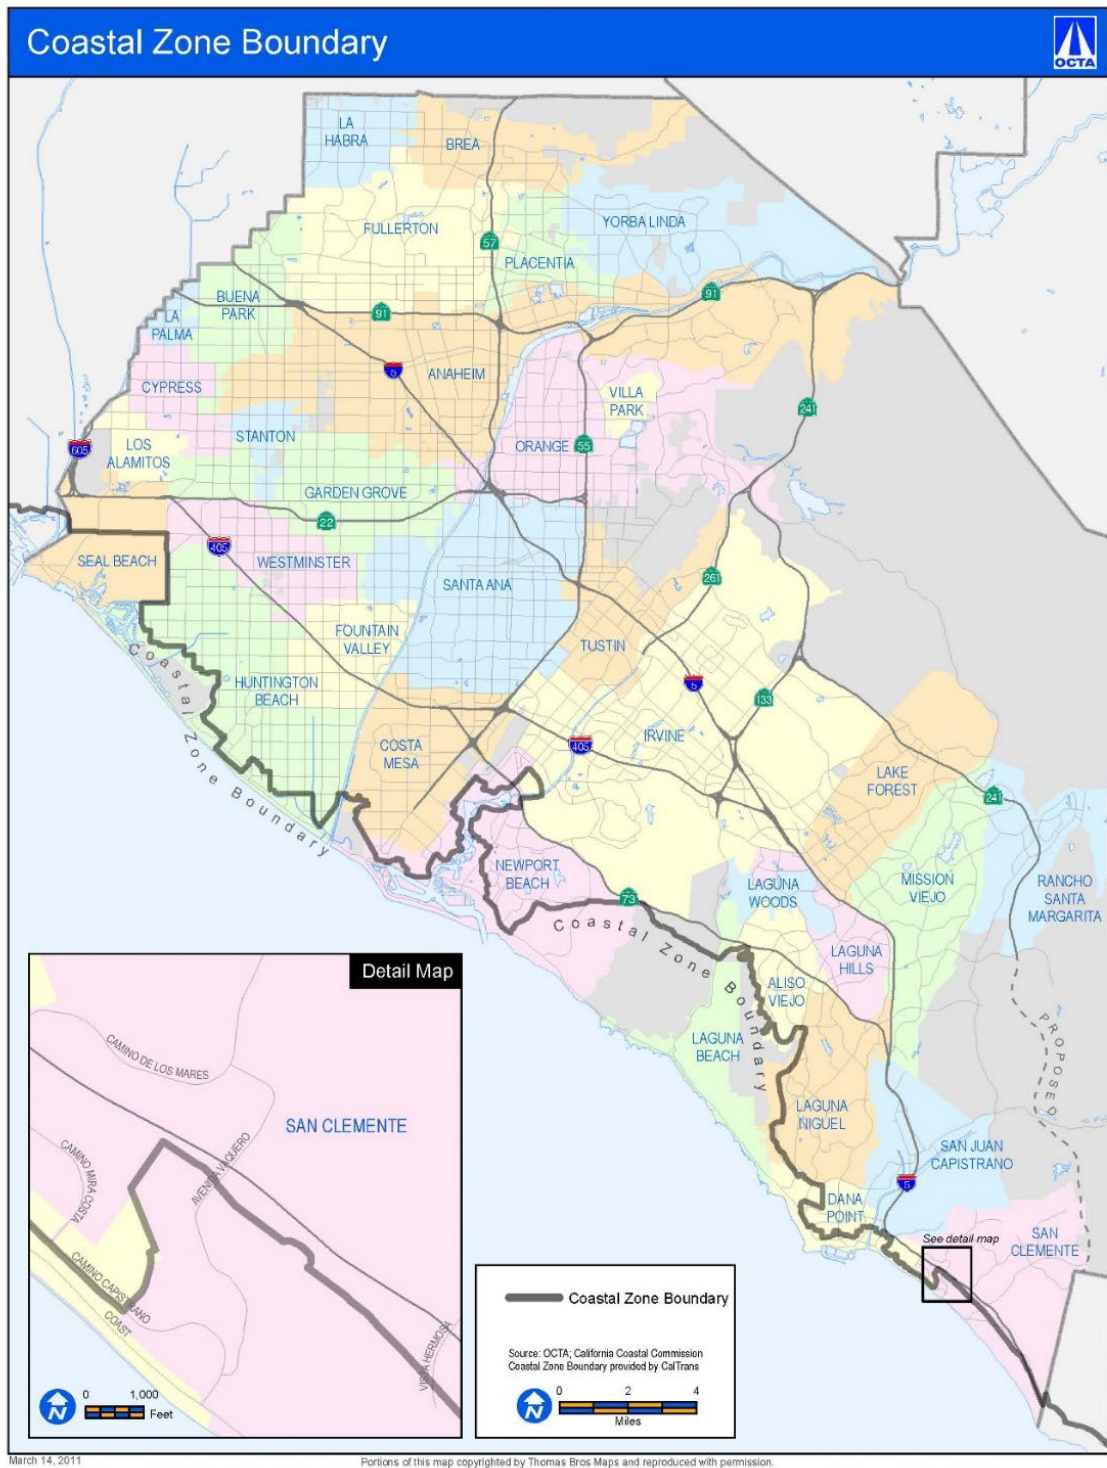 Coastal Zone Boundary
OCTA
LA
HABRA
BREA
FULLERTON
57
YORBA LINDA
PLACENTIA
BUENA
PARK
91
91
LA
PALMA
5
ANAHEIM
CYPRESS
VILLA
PARK
241
STANTON
LOS
ALAMITOS
605
ORANGE
55
GARDEN GROVE
22
405
WESTMINSTER
SEAL BEACH
SANTA ANA
261
FOUNTAIN
VALLEY
TUSTIN
HUNTINGTON
BEACH
5
133
COSTA
MESA
405
IRVINE
LAKE
FOREST
241
Coastal Zone Boundary
NEWPORT
BEACH
73
LAGUNA
WOODS
MISSION
VIEJO
RANCHO
SANTA
MARGARITA
Coastal Zone Boundary
LAGUNA
HILLS
ALISO
VIEJO
LAGUNA
BEACH
PROPOSED
LAGUNA
NIGUEL
SAN JUAN
CAPISTRANO
5
DANA
POINT
See detail map
SAN
CLEMENTE
Detail Map
CAMINO DE LOS MARES
SAN CLEMENTE
CAMINO MIRA COSTA
AVENIDA VAQUERO
CAMINO CAPISTRANO
COAST
VISTA HERMOSA
N
0 1,000
Feet
Coastal Zone Boundary
Source: OCTA; California Coastal Commission
Coastal Zone Boundary provided by CalTrans
N
0 2 4
Miles
March 14, 2011
Portions of this map copyrighted by Thomas Bros Maps and reproduced with permission.